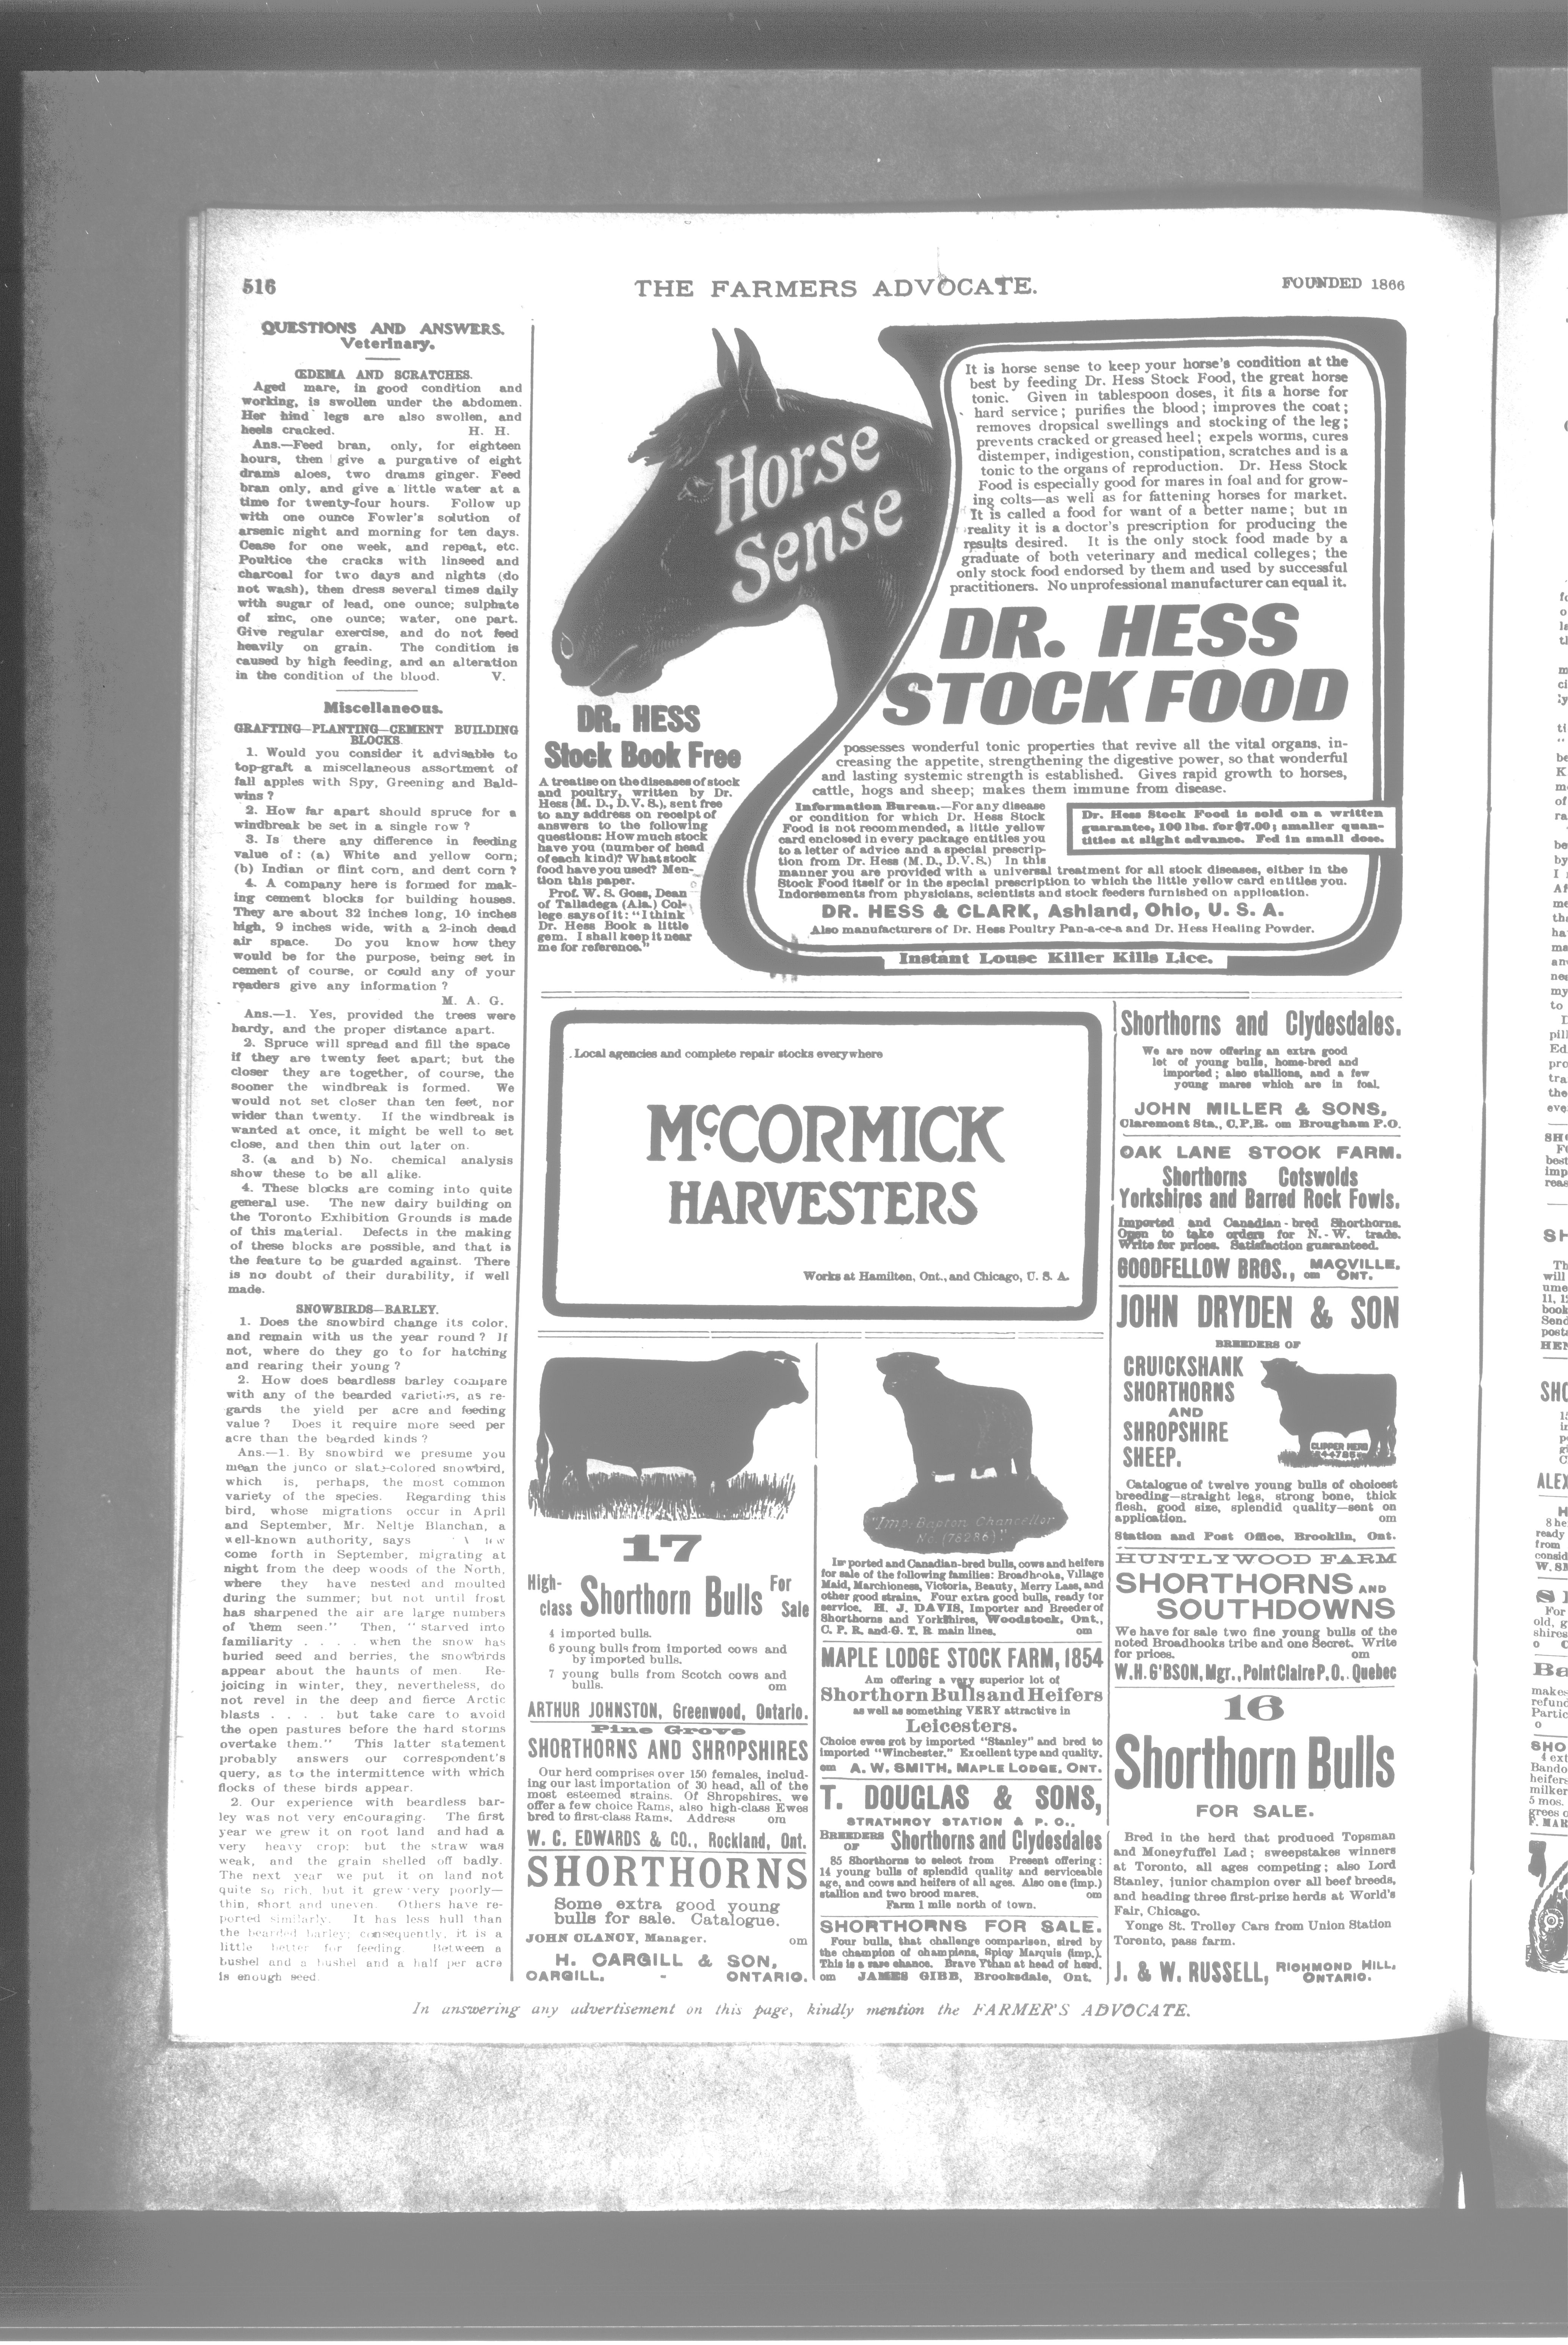 516
THE FARMERS ADVOCATE.
FOUNDED 1866
QUESTIONS AND ANSWERS.
Veterinary.
ŒDEMA AND SCRATCHES.
Aged mare, in good condition and
working, is swollen under the abdomen.
Her hind legs are also swollen, and
heels cracked. H. H.
Ans.—Feed bran, only, for eighteen
hours, then give a purgative of eight
drams aloes, two drams ginger. Feed
bran only, and give a little water at a
time for twenty-four hours. Follow up
with one ounce Fowler's solution of
arsenic night and morning for ten days.
Cease for one week, and repeat, etc.
Poultice the cracks with linseed and
charcoal for two days and nights (do
not wash), then dress several times daily
with sugar of lead, one ounce; sulphate
of zinc, one ounce; water, one part.
Give regular exercise, and do not feed
heavily on grain. The condition is
caused by high feeding, and an alteration
in the condition of the blood. V.
Miscellaneous.
GRAFTING—PLANTING—CEMENT BUILDING
BLOCKS.
1. Would you consider it advisable to
top-graft a miscellaneous assortment of
fall apples with Spy, Greening and Bald-
wins ?
2. How far apart should spruce for a
windbreak be set in a single row ?
3. Is there any difference in feeding
value of: (a) White and yellow corn;
(b) Indian or flint corn, and dent corn ?
4. A company here is formed for mak-
ing cement blocks for building houses.
They are about 32 inches long, 10 inches
high, 9 inches wide, with a 2-inch dead
air space. Do you know how they
would be for the purpose, being set in
cement of course, or could any of your
readers give any information ?
M. A. G.
Ans.—1. Yes, provided the trees were
hardy, and the proper distance apart.
2. Spruce will spread and fill the space
if they are twenty feet apart; but the
closer they are together, of course, the
sooner the windbreak is formed. We
would not set closer than ten feet, nor
wider than twenty. If the windbreak is
wanted at once, it might be well to set
close, and then thin out later on.
3. (a and b) No. chemical analysis
show these to be all alike.
4. These blocks are coming into quite
general use. The new dairy building on
the Toronto Exhibition Grounds is made
of this material. Defects in the making
of these blocks are possible, and that is
the feature to be guarded against. There
is no doubt of their durability, if well
made.
SNOWBIRDS—BARLEY.
1. Does the snowbird change its color,
and remain with us the year round ? If
not, where do they go to for hatching
and rearing their young ?
2. How does beardless barley compare
with any of the bearded varieties, as re-
gards the yield per acre and feeding
value ? Does it require more seed per
acre than the bearded kinds ?
Ans.—1. By snowbird we presume you
mean the junco or slate-colored snowbird,
which is, perhaps, the most common
variety of the species. Regarding this
bird, whose migrations occur in April
and September, Mr. Neltje Blanchan, a
well-known authority, says " A few
come forth in September, migrating at
night from the deep woods of the North,
where they have nested and moulted
during the summer; but not until frost
has sharpened the air are large numbers
of them seen." Then, " starved into
familiarity . . . . when the snow has
buried seed and berries, the snowbirds
appear about the haunts of men. Re-
joicing in winter, they, nevertheless, do
not revel in the deep and fierce Arctic
blasts . . . . but take care to avoid
the open pastures before the hard storms
overtake them." This latter statement
probably answers our correspondent's
query, as to the intermittence with which
flocks of these birds appear.
2. Our experience with beardless bar-
ley was not very encouraging. The first
year we grew it on root land and had a
very heavy crop; but the straw was
weak, and the grain shelled off badly.
The next year we put it on land not
quite so rich, but it grew very poorly—
thin, short and uneven. Others have re-
ported similarly. It has less hull than
the bearded barley; consequently, it is a
little better for feeding. Between a
bushel and a bushel and a half per acre
is enough seed.
Horse
Sense
It is horse sense to keep your horse's condition at the
best by feeding Dr. Hess Stock Food, the great horse
tonic. Given in tablespoon doses, it fits a horse for
hard service; purifies the blood; improves the coat;
removes dropsical swellings and stocking of the leg;
prevents cracked or greased heel; expels worms, cures
distemper, indigestion, constipation, scratches and is a
tonic to the organs of reproduction. Dr. Hess Stock
Food is especially good for mares in foal and for grow-
ing colts—as well as for fattening horses for market.
It is called a food for want of a better name; but in
reality it is a doctor's prescription for producing the
results desired. It is the only stock food made by a
graduate of both veterinary and medical colleges; the
only stock food endorsed by them and used by successful
practitioners. No unprofessional manufacturer can equal it.
DR. HESS
STOCK FOOD
possesses wonderful tonic properties that revive all the vital organs, in-
creasing the appetite, strengthening the digestive power, so that wonderful
and lasting systemic strength is established. Gives rapid growth to horses,
cattle, hogs and sheep; makes them immune from disease.
Information Bureau.—For any disease
or condition for which Dr. Hess Stock
Food is not recommended, a little yellow
card enclosed in every package entitles you
to a letter of advice and a special prescrip-
tion from Dr. Hess (M. D., D.V.S.) In this
manner you are provided with a universal treatment for all stock diseases, either in the
Stock Food itself or in the special prescription to which the little yellow card entitles you.
Indorsements from physicians, scientists and stock feeders furnished on application.
Dr. Hess Stock Food is sold on a written
guarantee, 100 lbs. for $7.00; smaller quan-
tities at slight advance. Fed in small dose.
DR. HESS & CLARK, Ashland, Ohio, U. S. A.
Also manufacturers of Dr. Hess Poultry Pan-a-ce-a and Dr. Hess Healing Powder.
Instant Louse Killer Kills Lice.
DR. HESS
Stock Book Free
A treatise on the diseases of stock
and poultry, written by Dr.
Hess (M. D., D.V. S.), sent free
to any address on receipt of
answers to the following
questions: How much stock
have you (number of head
of each kind)? What stock
food have you used? Men-
tion this paper.
Prof. W. S. Goss, Dean
of Talladega (Ala.) Col-
lege says of it: "I think
Dr. Hess Book a little
gem. I shall keep it near
me for reference."
Local agencies and complete repair stocks everywhere
McCORMICK
HARVESTERS
Works at Hamilton, Ont., and Chicago, U. S. A.
17
High-class Shorthorn Bulls For Sale
4 imported bulls.
6 young bulls from imported cows and
by imported bulls.
7 young bulls from Scotch cows and
bulls. om
ARTHUR JOHNSTON, Greenwood, Ontario.
Pine Grove
SHORTHORNS AND SHROPSHIRES
Our herd comprises over 150 females, includ-
ing our last importation of 30 head, all of the
most esteemed strains. Of Shropshires, we
offer a few choice Rams, also high-class Ewes
bred to first-class Rams. Address om
W. C. EDWARDS & CO., Rockland, Ont.
SHORTHORNS
Some extra good young
bulls for sale. Catalogue.
JOHN CLANCY, Manager. om
H. CARGILL & SON,
CARGILL, - ONTARIO.
"Imp. Bapton Chancellor
No. (78286)"
Imported and Canadian-bred bulls, cows and heifers
for sale of the following families: Broadhooks, Village
Maid, Marchioness, Victoria, Beauty, Merry Lass, and
other good strains. Four extra good bulls, ready for
service. H. J. DAVIS, Importer and Breeder of
Shorthorns and Yorkshires, Woodstock, Ont.,
C. P. R. and G. T. R. main lines. om
MAPLE LODGE STOCK FARM, 1854
Am offering a very superior lot of
Shorthorn Bulls and Heifers
as well as something VERY attractive in
Leicesters.
Choice ewes got by imported "Stanley" and bred to
imported "Winchester." Excellent type and quality.
om A. W. SMITH, MAPLE LODGE, ONT.
T. DOUGLAS & SONS,
STRATHROY STATION & P. O.,
BREEDERS OF Shorthorns and Clydesdales
85 Shorthorns to select from Present offering:
14 young bulls of splendid quality and serviceable
age, and cows and heifers of all ages. Also one (imp.)
stallion and two brood mares. om
Farm 1 mile north of town.
SHORTHORNS FOR SALE.
Four bulls, that challenge comparison, sired by
the champion of champions, Spicy Marquis (imp.).
This is a rare chance. Brave Ythan at head of herd.
om JAMES GIBB, Brooksdale, Ont.
Shorthorns and Clydesdales.
We are now offering an extra good
lot of young bulls, home-bred and
imported; also stallions, and a few
young mares which are in foal.
JOHN MILLER & SONS,
Claremont Sta., C.P.R. om Brougham P.O.
OAK LANE STOCK FARM.
Shorthorns Cotswolds
Yorkshires and Barred Rock Fowls.
Imported and Canadian-bred Shorthorns.
Open to take orders for N.-W. trade.
Write for prices. Satisfaction guaranteed.
GOODFELLOW BROS., om MACVILLE, ONT.
JOHN DRYDEN & SON
BREEDERS OF
CRUICKSHANK
SHORTHORNS
AND
SHROPSHIRE
SHEEP.
CLIPPER HERO
Catalogue of twelve young bulls of choicest
breeding—straight legs, strong bone, thick
flesh, good size, splendid quality—sent on
application. om
Station and Post Office, Brooklin, Ont.
HUNTLYWOOD FARM
SHORTHORNS AND
SOUTHDOWNS
We have for sale two fine young bulls of the
noted Broadhooks tribe and one Secret. Write
for prices. om
W.H. G'BSON, Mgr., Point Claire P.O., Quebec
16
Shorthorn Bulls
FOR SALE.
Bred in the herd that produced Topsman
and Moneyfuffel Lad; sweepstakes winners
at Toronto, all ages competing; also Lord
Stanley, junior champion over all beef breeds,
and heading three first-prize herds at World's
Fair, Chicago.
Yonge St. Trolley Cars from Union Station
Toronto, pass farm.
J. & W. RUSSELL, RICHMOND HILL, ONTARIO.
In answering any advertisement on this page, kindly mention the FARMER'S ADVOCATE.